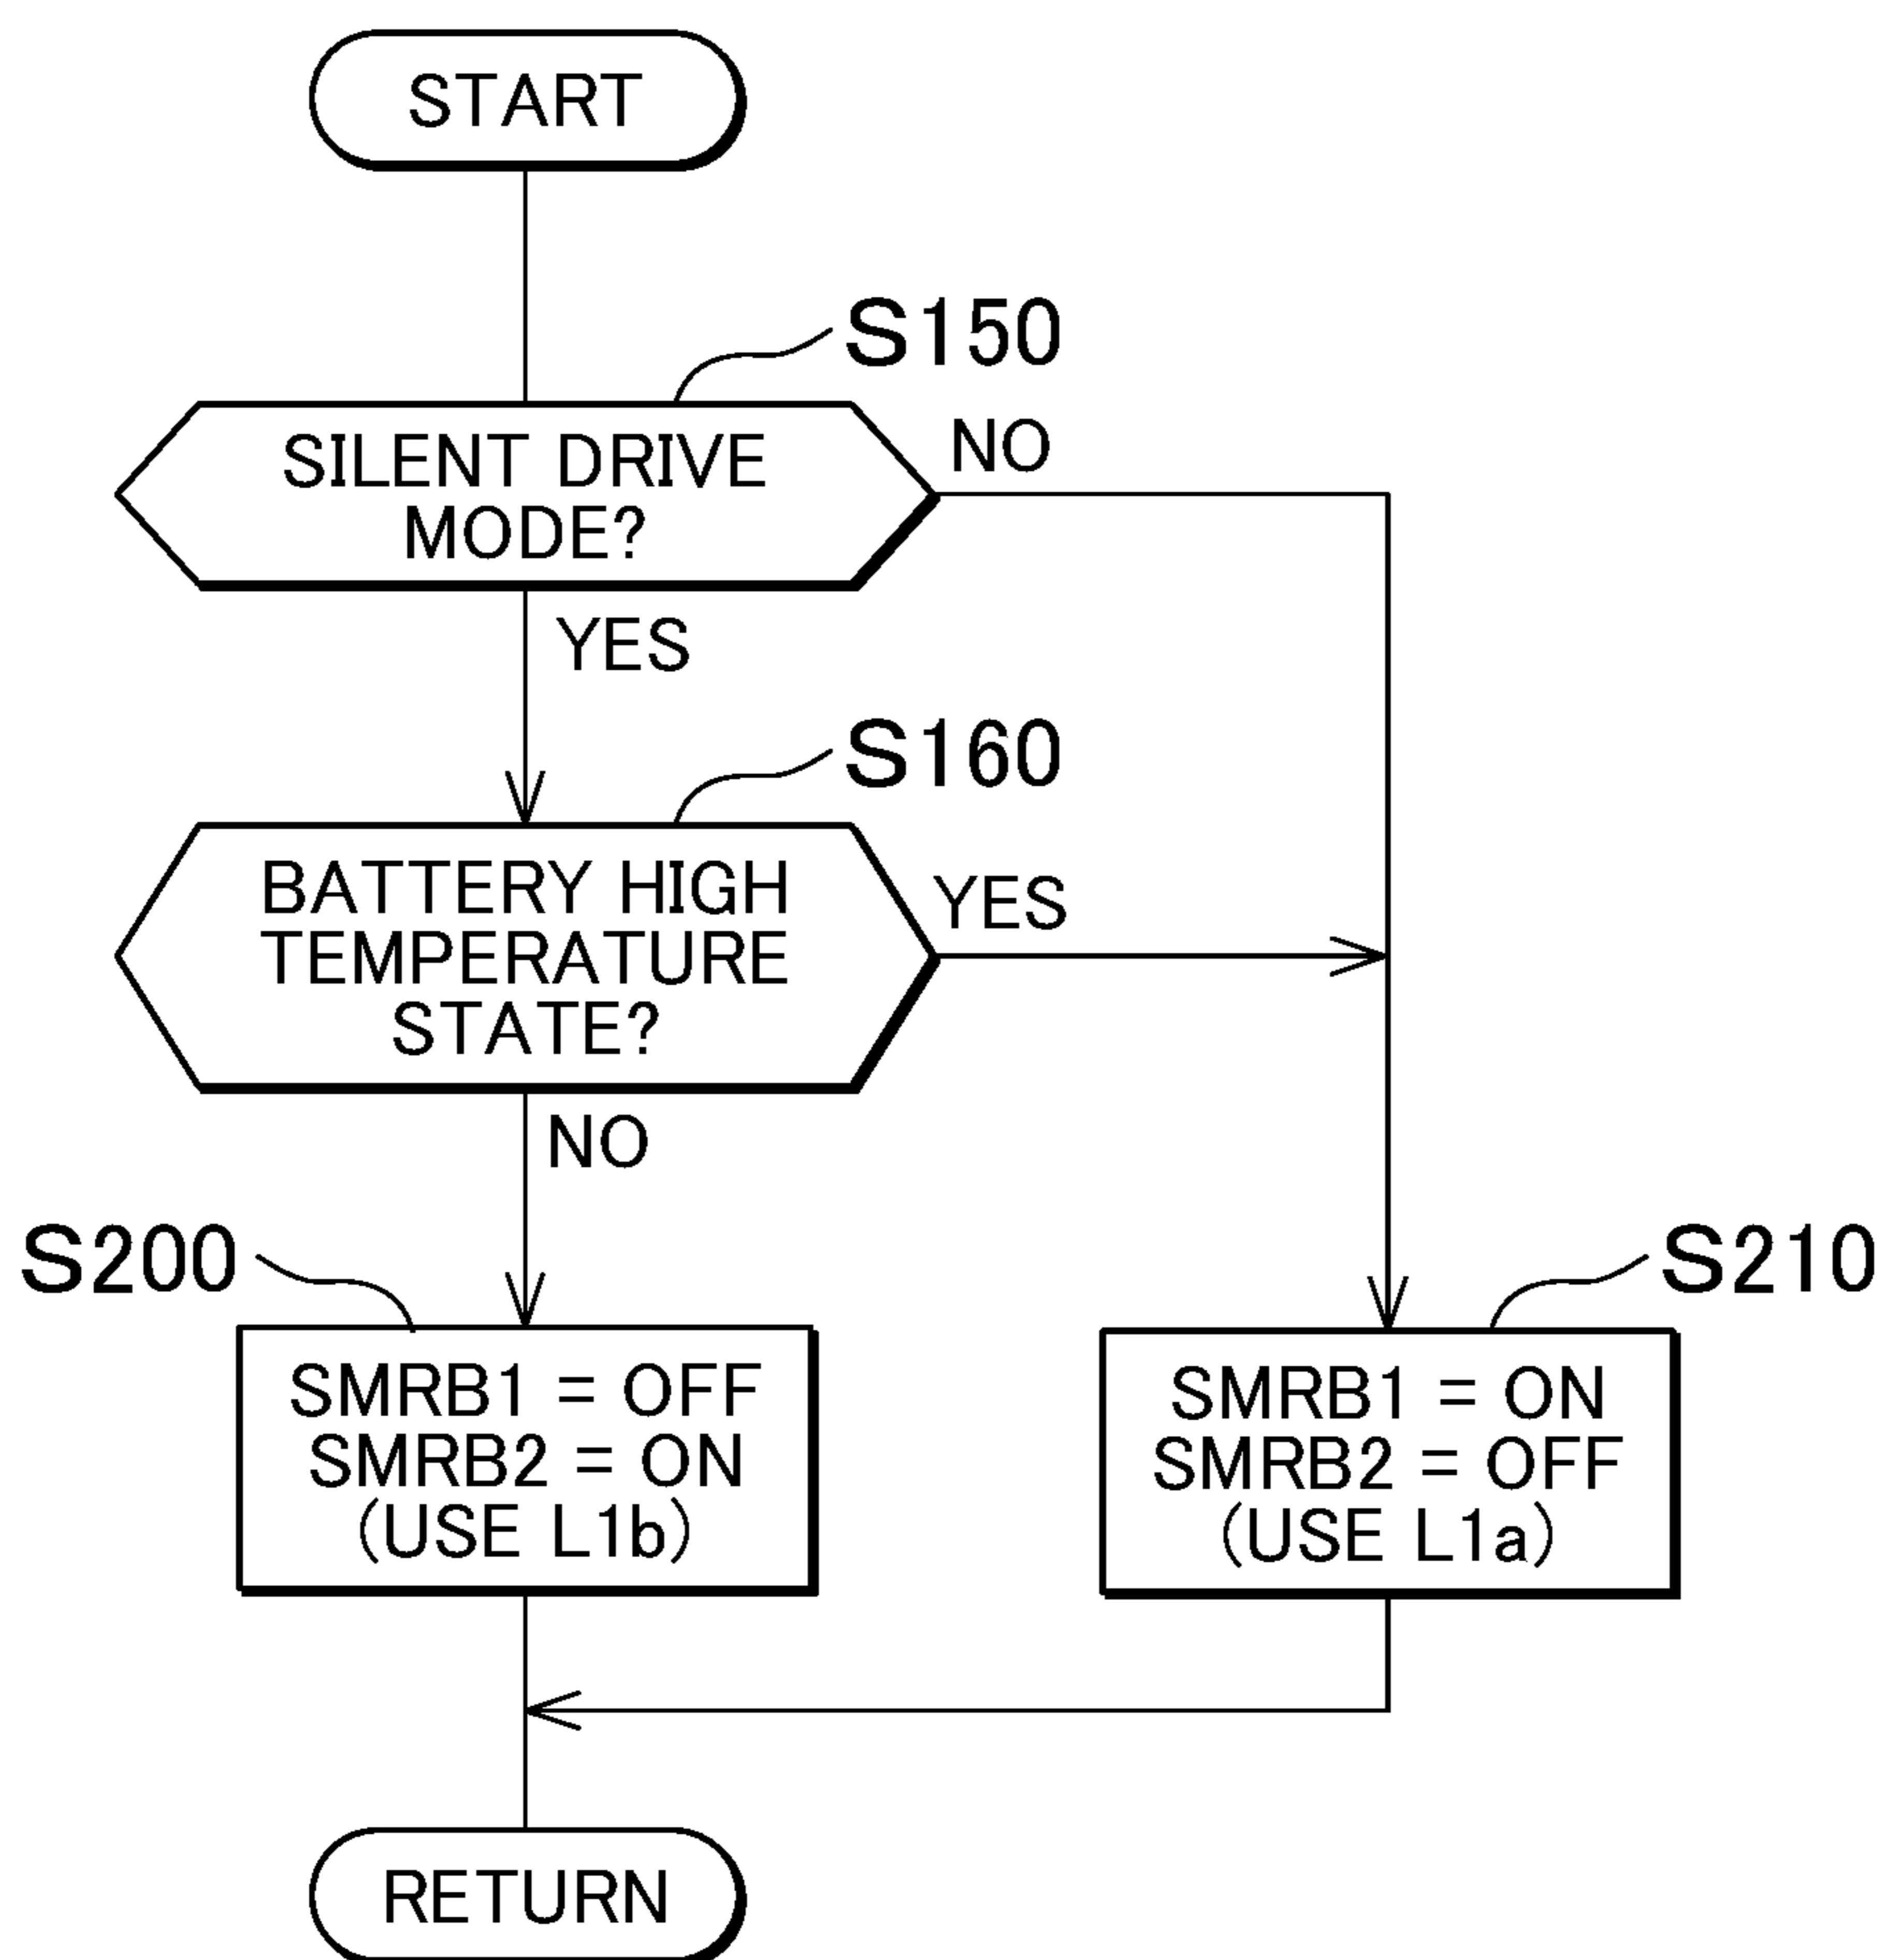 START
S150
SILENT DRIVE
MODE?
NO
YES
S160
BATTERY HIGH
TEMPERATURE
STATE?
YES
NO
S200
S210
SMRB1 = OFF
SMRB2 = ON
(USE L1b)
SMRB1 = ON
SMRB2 = OFF
(USE L1a)
RETURN